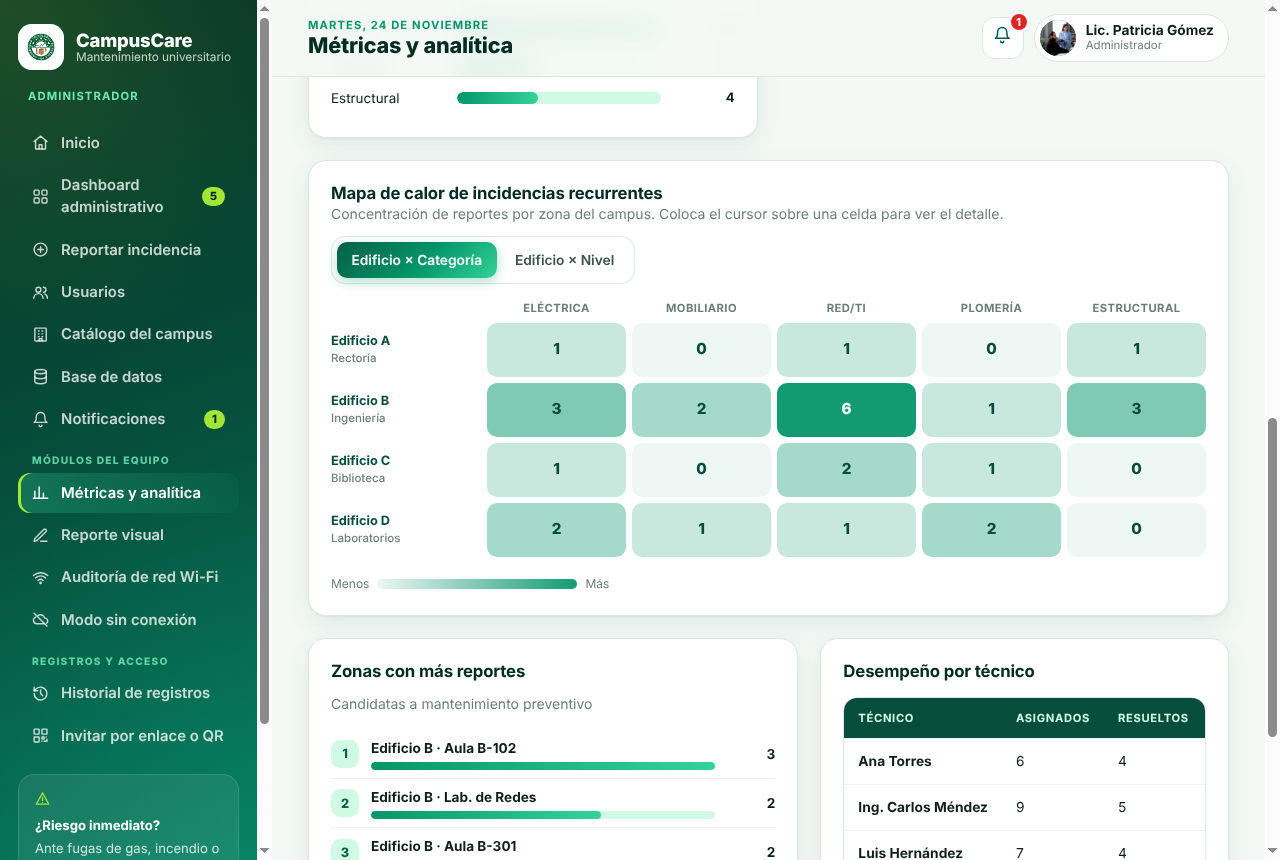 CampusCare
Mantenimiento universitario
ADMINISTRADOR
Inicio
Dashboard
administrativo
5
Reportar incidencia
Usuarios
Catálogo del campus
Base de datos
Notificaciones
1
MÓDULOS DEL EQUIPO
Métricas y analítica
Reporte visual
Auditoría de red Wi-Fi
Modo sin conexión
REGISTROS Y ACCESO
Historial de registros
Invitar por enlace o QR
¿Riesgo inmediato?
Ante fugas de gas, incendio o
MARTES, 24 DE NOVIEMBRE
Métricas y analítica
1
Lic. Patricia Gómez
Administrador
Estructural 4
Mapa de calor de incidencias recurrentes
Concentración de reportes por zona del campus. Coloca el cursor sobre una celda para ver el detalle.
Edificio × Categoría Edificio × Nivel
ELÉCTRICA MOBILIARIO RED/TI PLOMERÍA ESTRUCTURAL
Edificio A
Rectoría
1 0 1 0 1
Edificio B
Ingeniería
3 2 6 1 3
Edificio C
Biblioteca
1 0 2 1 0
Edificio D
Laboratorios
2 1 1 2 0
Menos Más
Zonas con más reportes
Candidatas a mantenimiento preventivo
1 Edificio B · Aula B-102 3
2 Edificio B · Lab. de Redes 2
3 Edificio B · Aula B-301 2
Desempeño por técnico
TÉCNICO ASIGNADOS RESUELTOS
Ana Torres 6 4
Ing. Carlos Méndez 9 5
Luis Hernández 7 4